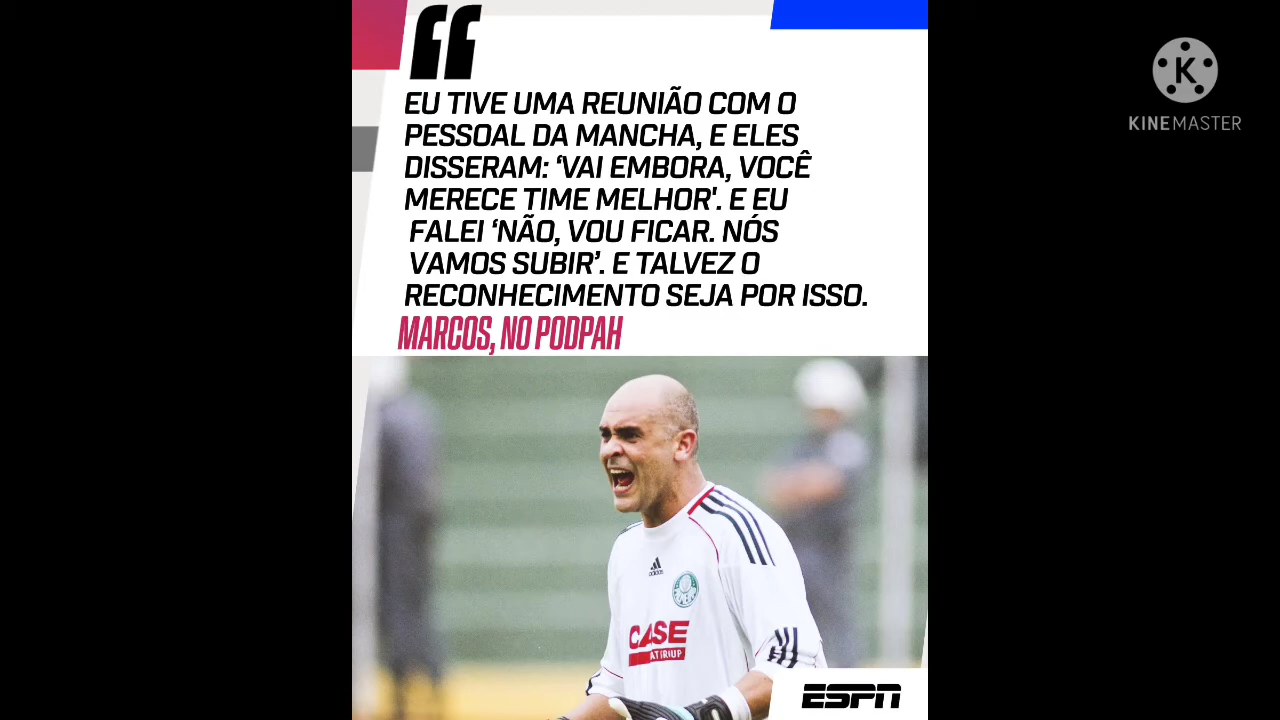 K
KINEMASTER
“
EU TIVE UMA REUNIÃO COM O
PESSOAL DA MANCHA, E ELES
DISSERAM: ‘VAI EMBORA, VOCÊ
MERECE TIME MELHOR'. E EU
FALEI ‘NÃO, VOU FICAR. NÓS
VAMOS SUBIR’. E TALVEZ O
RECONHECIMENTO SEJA POR ISSO.
MARCOS, NO PODPAH
adidas
CASE
ESPN